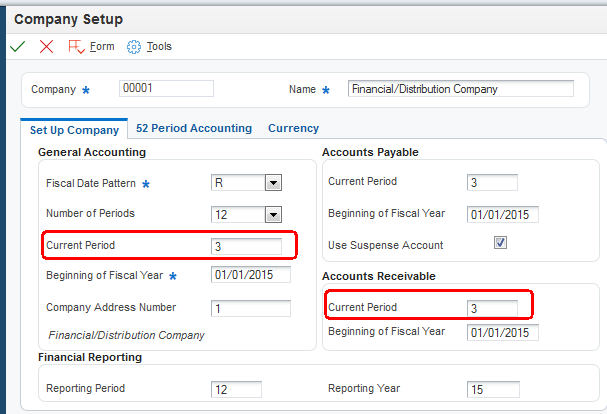 Company Setup
Form Tools
Company * 00001 Name * Financial/Distribution Company
Set Up Company 52 Period Accounting Currency
General Accounting
Fiscal Date Pattern * R
Number of Periods 12
Current Period 3
Beginning of Fiscal Year * 01/01/2015
Company Address Number 1
Financial/Distribution Company
Accounts Payable
Current Period 3
Beginning of Fiscal Year 01/01/2015
Use Suspense Account
Accounts Receivable
Current Period 3
Beginning of Fiscal Year 01/01/2015
Financial Reporting
Reporting Period 12 Reporting Year 15